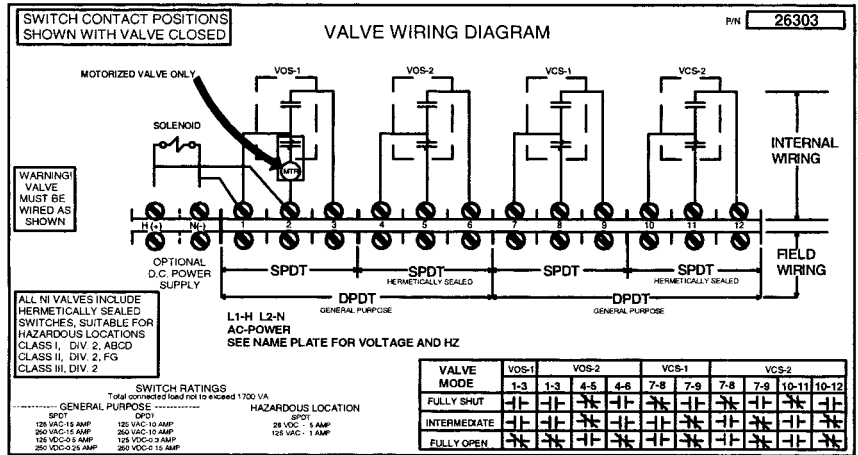 SWITCH CONTACT POSITIONS
SHOWN WITH VALVE CLOSED
VALVE WIRING DIAGRAM
P/N 26303
MOTORIZED VALVE ONLY
VOS-1 VOS-2 VCS-1 VCS-2
SOLENOID
MTR
INTERNAL
WIRING
WARNING!
VALVE
MUST BE
WIRED AS
SHOWN
H (+) N(-) 1 2 3 4 5 6 7 8 9 10 11 12
OPTIONAL
D.C. POWER
SUPPLY
FIELD
WIRING
SPDT SPDT SPDT SPDT
HERMETICALLY SEALED HERMETICALLY SEALED
DPDT DPDT
GENERAL PURPOSE GENERAL PURPOSE
ALL NI VALVES INCLUDE
HERMETICALLY SEALED
SWITCHES, SUITABLE FOR
HAZARDOUS LOCATIONS
CLASS I, DIV. 2, ABCD
CLASS II, DIV. 2, FG
CLASS III, DIV. 2
L1-H L2-N
AC-POWER
SEE NAME PLATE FOR VOLTAGE AND HZ
SWITCH RATINGS
Total connected load not to exceed 1700 VA
GENERAL PURPOSE HAZARDOUS LOCATION
SPDT DPDT SPDT
125 VAC-15 AMP 125 VAC-10 AMP 28 VDC - 5 AMP
250 VAC-15 AMP 250 VAC-10 AMP 125 VAC - 1 AMP
125 VDC-0.5 AMP 125 VDC-0.3 AMP
250 VDC-0.25 AMP 250 VDC-0.15 AMP
VALVE
MODE
VOS-1 VOS-2 VCS-1 VCS-2
1-3 1-3 4-5 4-6 7-8 7-9 7-8 7-9 10-11 10-12
FULLY SHUT
INTERMEDIATE
FULLY OPEN